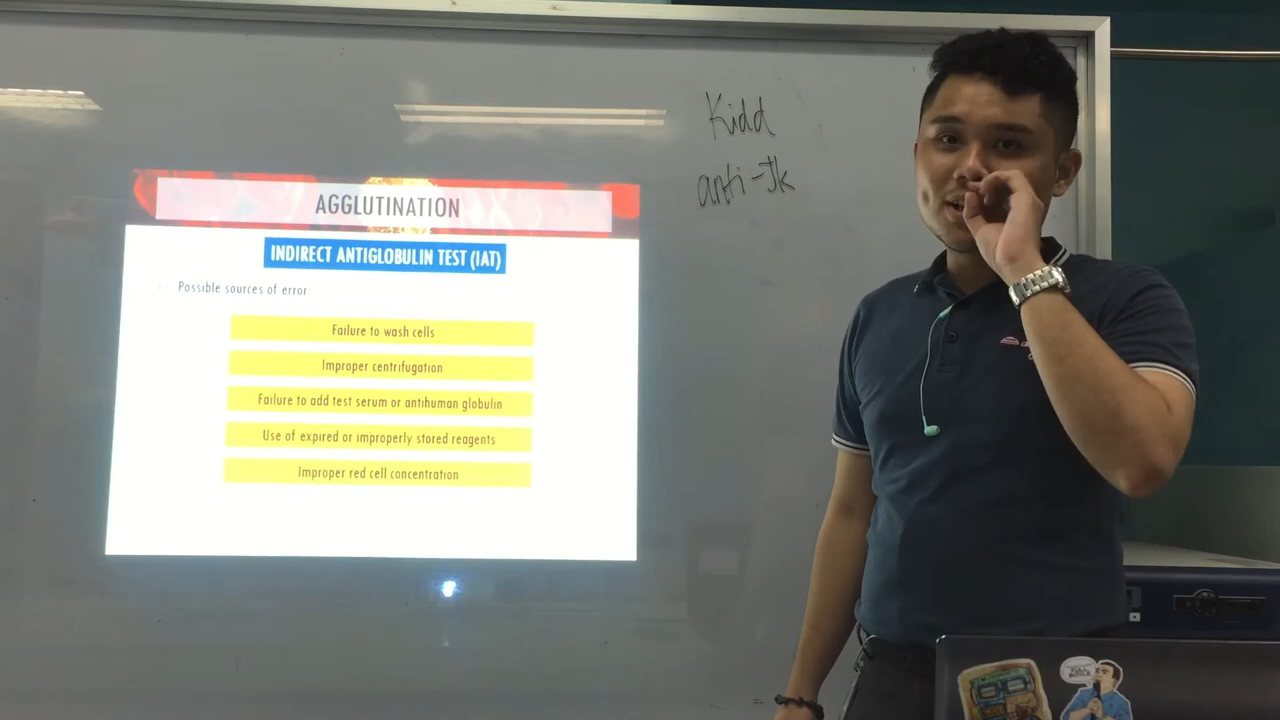 Kidd
anti-Jk
AGGLUTINATION
INDIRECT ANTIGLOBULIN TEST (IAT)
Possible sources of error:
Failure to wash cells
Improper centrifugation
Failure to add test serum or antihuman globulin
Use of expired or improperly stored reagents
Improper red cell concentration